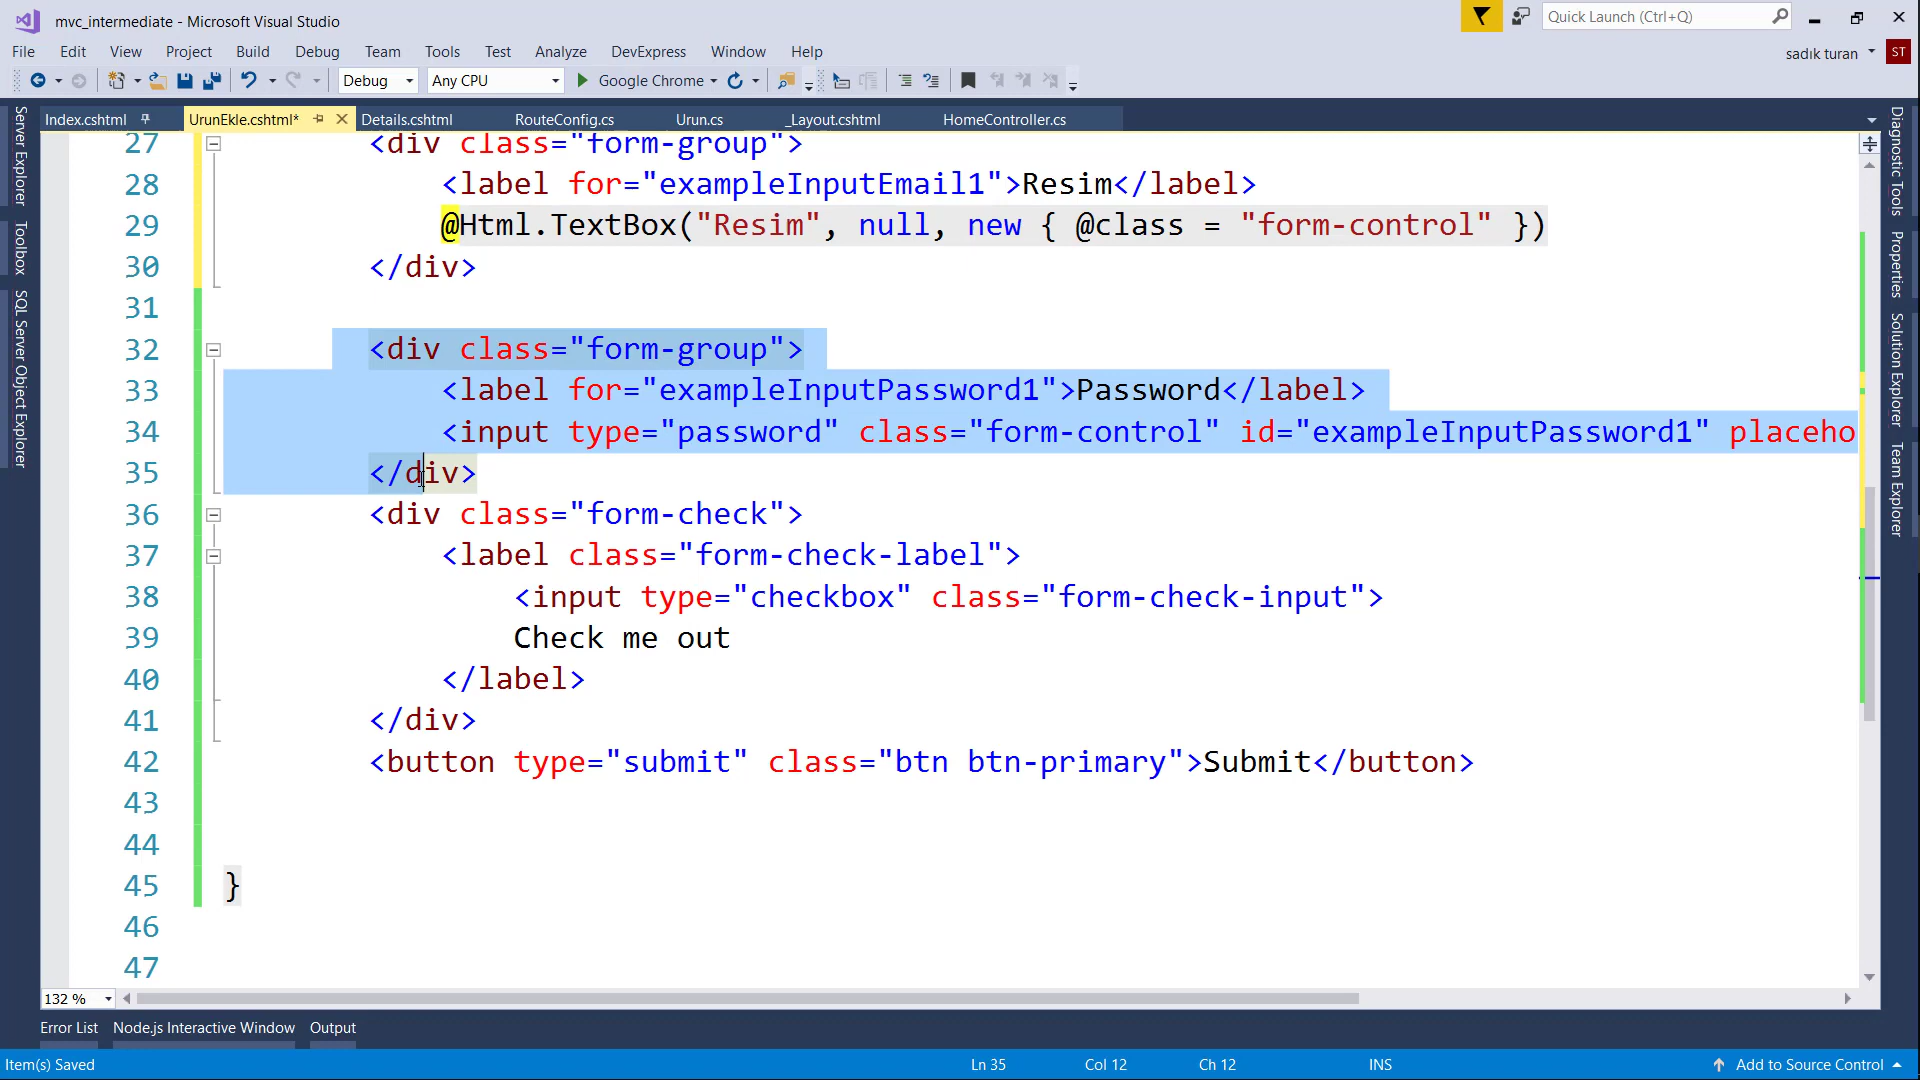 mvc_intermediate - Microsoft Visual Studio
Quick Launch (Ctrl+Q)
File Edit View Project Build Debug Team Tools Test Analyze DevExpress Window Help
sadık turan ST
Debug Any CPU Google Chrome
Index.cshtml UrunEkle.cshtml* Details.cshtml RouteConfig.cs Urun.cs _Layout.cshtml HomeController.cs
Server Explorer
Toolbox
SQL Server Object Explorer
27 <div class="form-group">
28 <label for="exampleInputEmail1">Resim</label>
29 @Html.TextBox("Resim", null, new { @class = "form-control" })
30 </div>
31
32 <div class="form-group">
33 <label for="exampleInputPassword1">Password</label>
34 <input type="password" class="form-control" id="exampleInputPassword1" placeho
35 </div>
36 <div class="form-check">
37 <label class="form-check-label">
38 <input type="checkbox" class="form-check-input">
39 Check me out
40 </label>
41 </div>
42 <button type="submit" class="btn btn-primary">Submit</button>
43
44
45 }
46
47
Diagnostic Tools
Properties
Solution Explorer
Team Explorer
132 %
Error List Node.js Interactive Window Output
Item(s) Saved Ln 35 Col 12 Ch 12 INS Add to Source Control